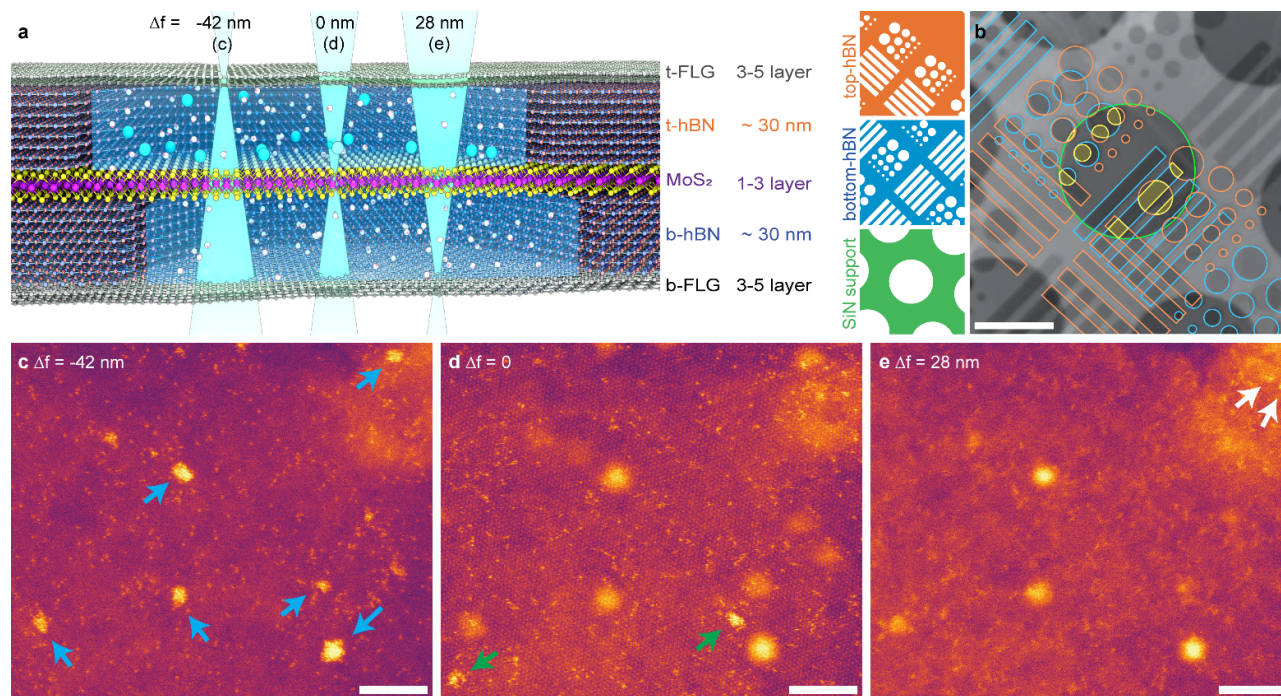 a
Δf = -42 nm 0 nm 28 nm
(c) (d) (e)
t-FLG 3-5 layer
t-hBN ~ 30 nm
MoS₂ 1-3 layer
b-hBN ~ 30 nm
b-FLG 3-5 layer
top-hBN
bottom-hBN
SiN support
b
c Δf = -42 nm
d Δf = 0
e Δf = 28 nm